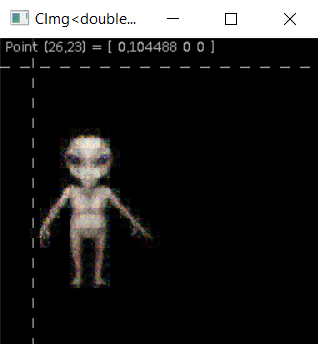 CImg<double...
Point (26,23) = [ 0,104488 0 0 ]